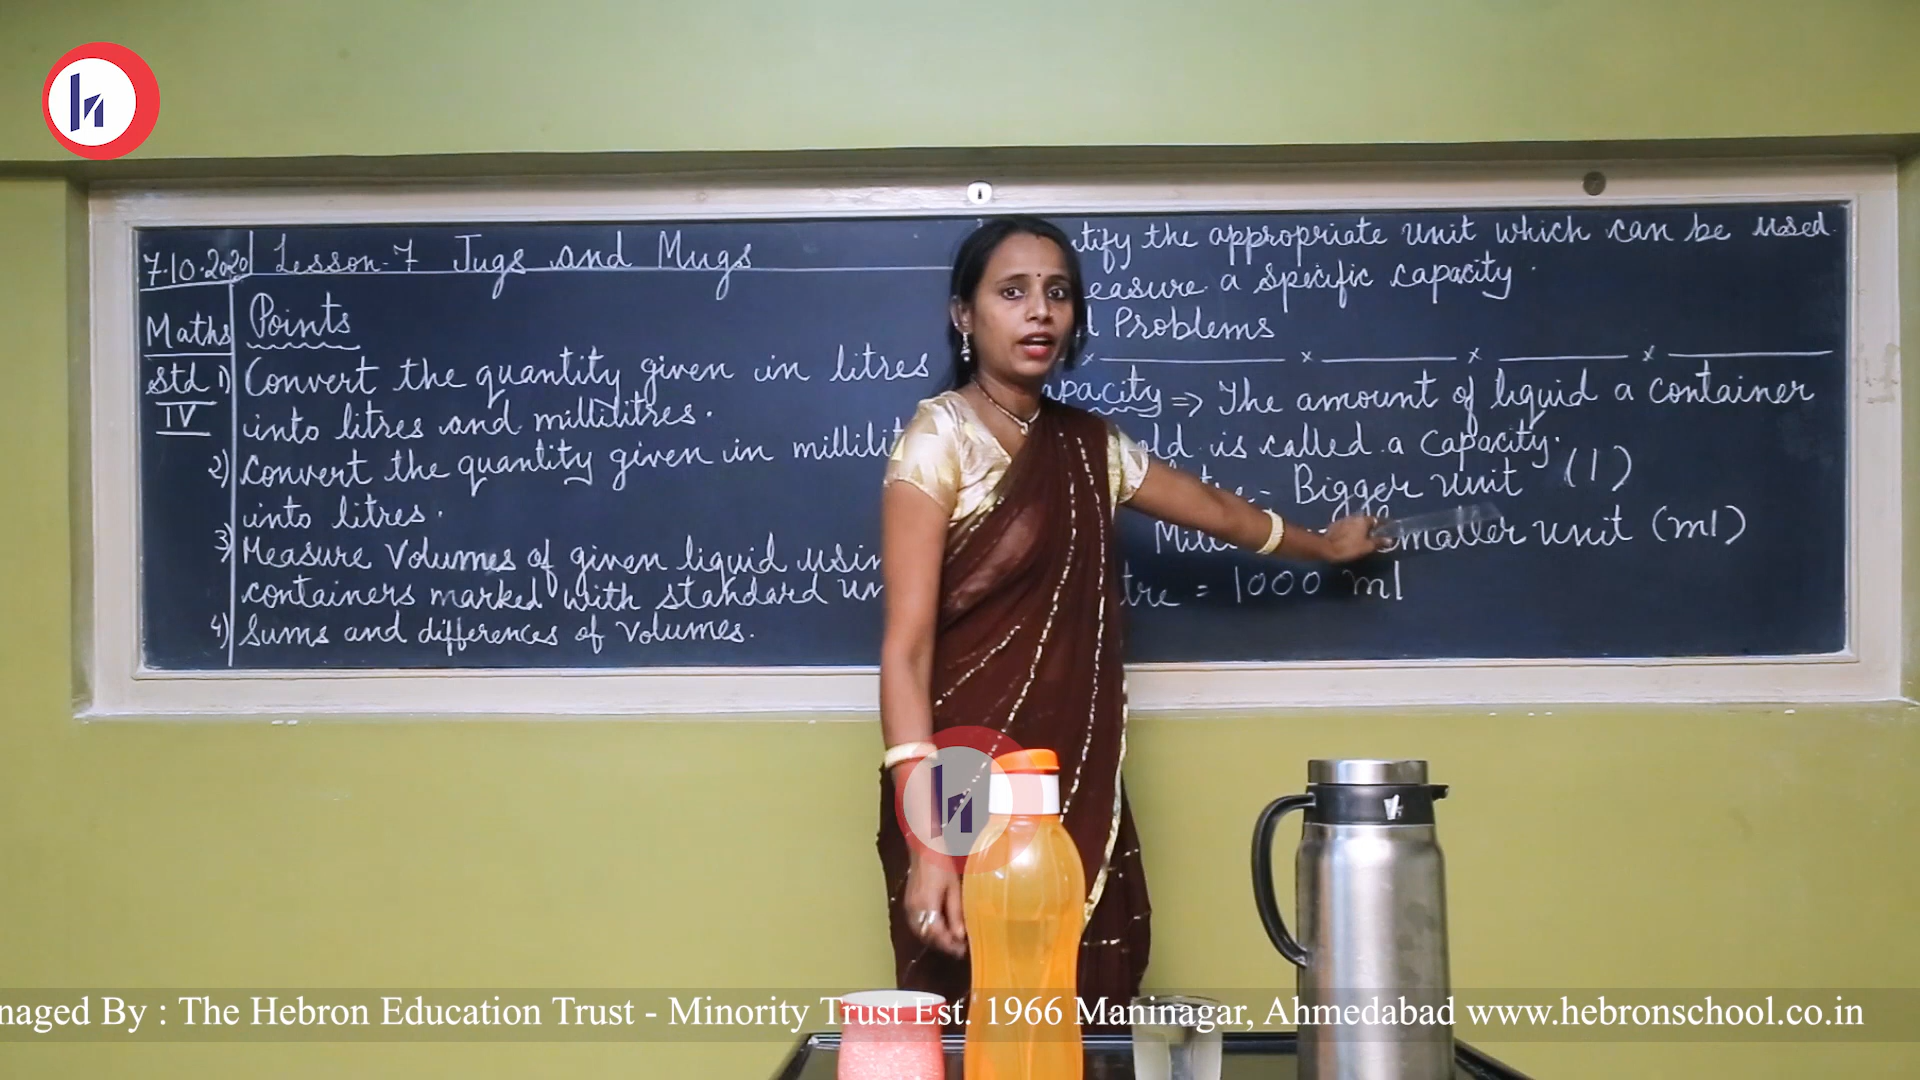 7.10.2020 Lesson-7 Jugs and Mugs
Maths
Std
IV
Points
1) Convert the quantity given in litres
into litres and millilitres.
2) Convert the quantity given in millilit
into litres.
3) Measure Volumes of given liquid usin
containers marked with standard un
4) Sums and differences of Volumes.
tify the appropriate unit which can be used
easure a specific capacity.
Problems
apacity => The amount of liquid a container
old is called a capacity.
tre - Bigger unit (l)
Mill smaller unit (ml)
tre = 1000 ml
naged By : The Hebron Education Trust - Minority Trust Est. 1966 Maninagar, Ahmedabad www.hebronschool.co.in